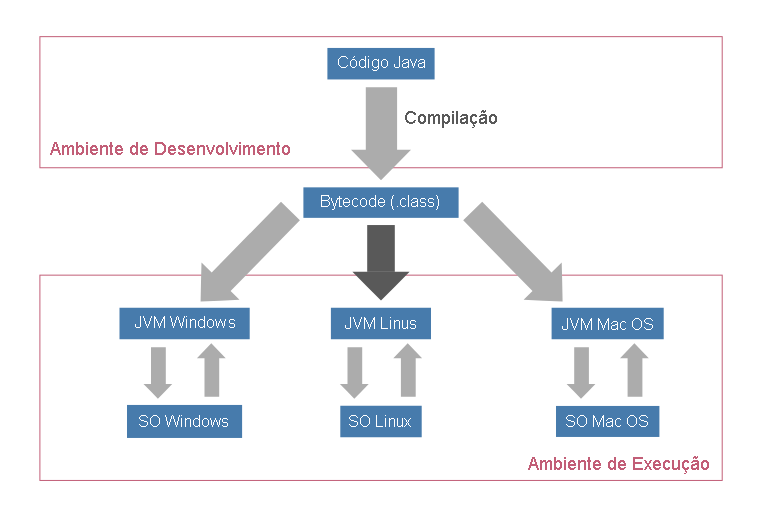 Código Java
Compilação
Ambiente de Desenvolvimento
Bytecode (.class)
JVM Windows
JVM Linus
JVM Mac OS
SO Windows
SO Linux
SO Mac OS
Ambiente de Execução